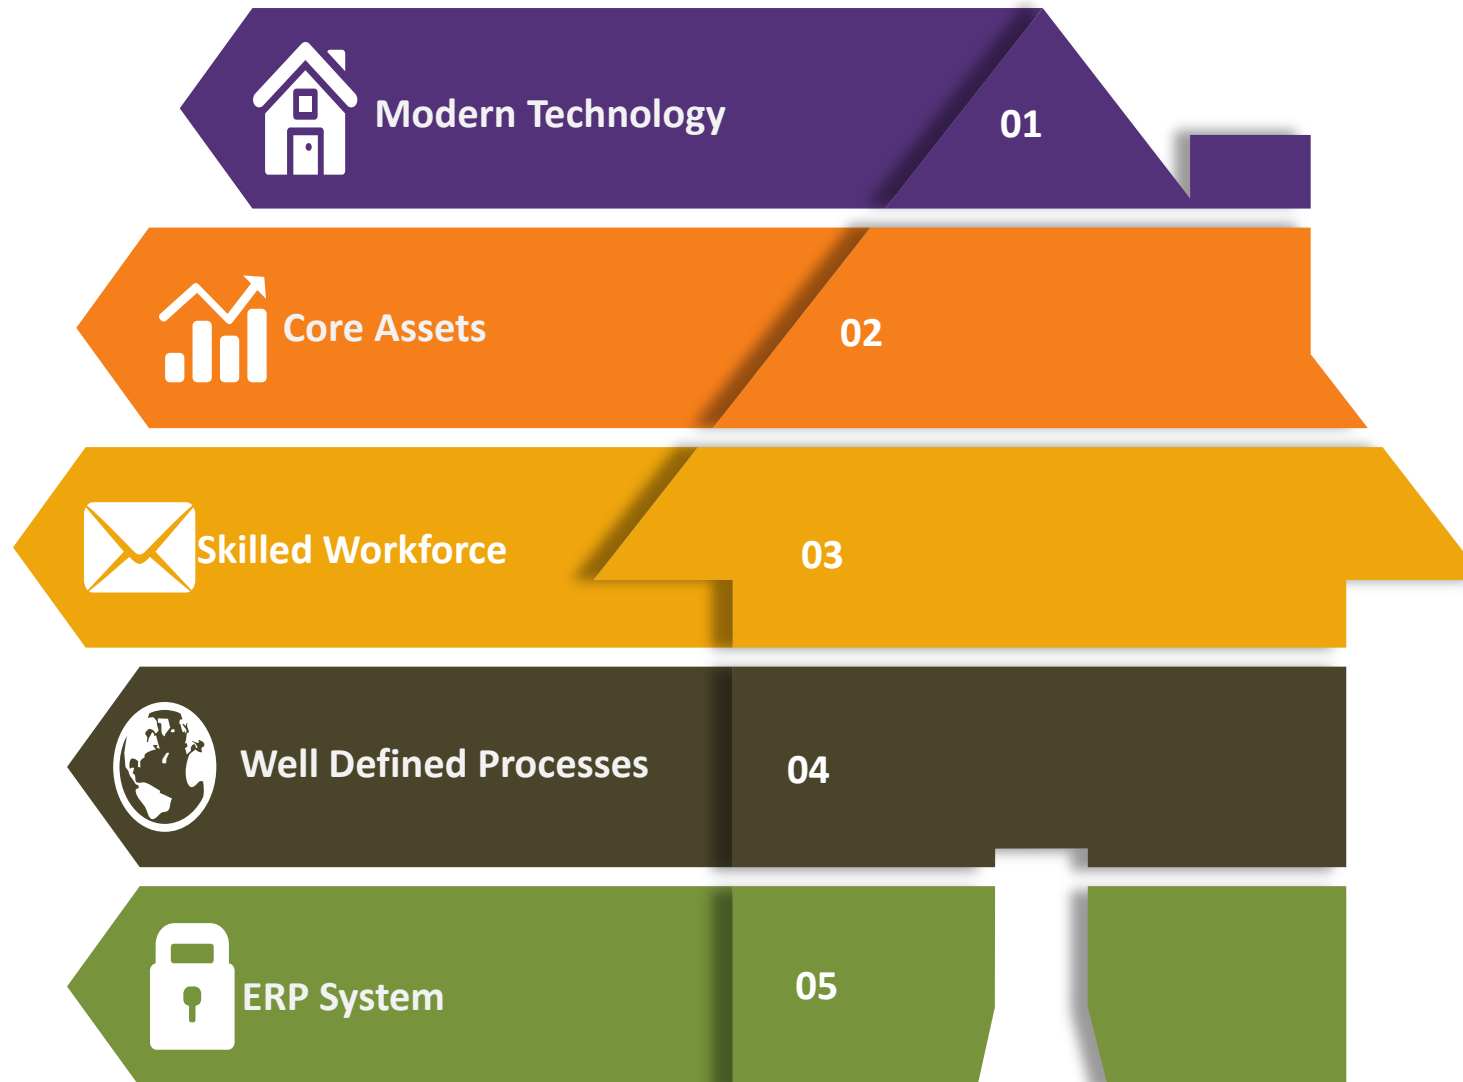 Modern Technology
01
Core Assets
02
Skilled Workforce
03
Well Defined Processes
04
ERP System
05